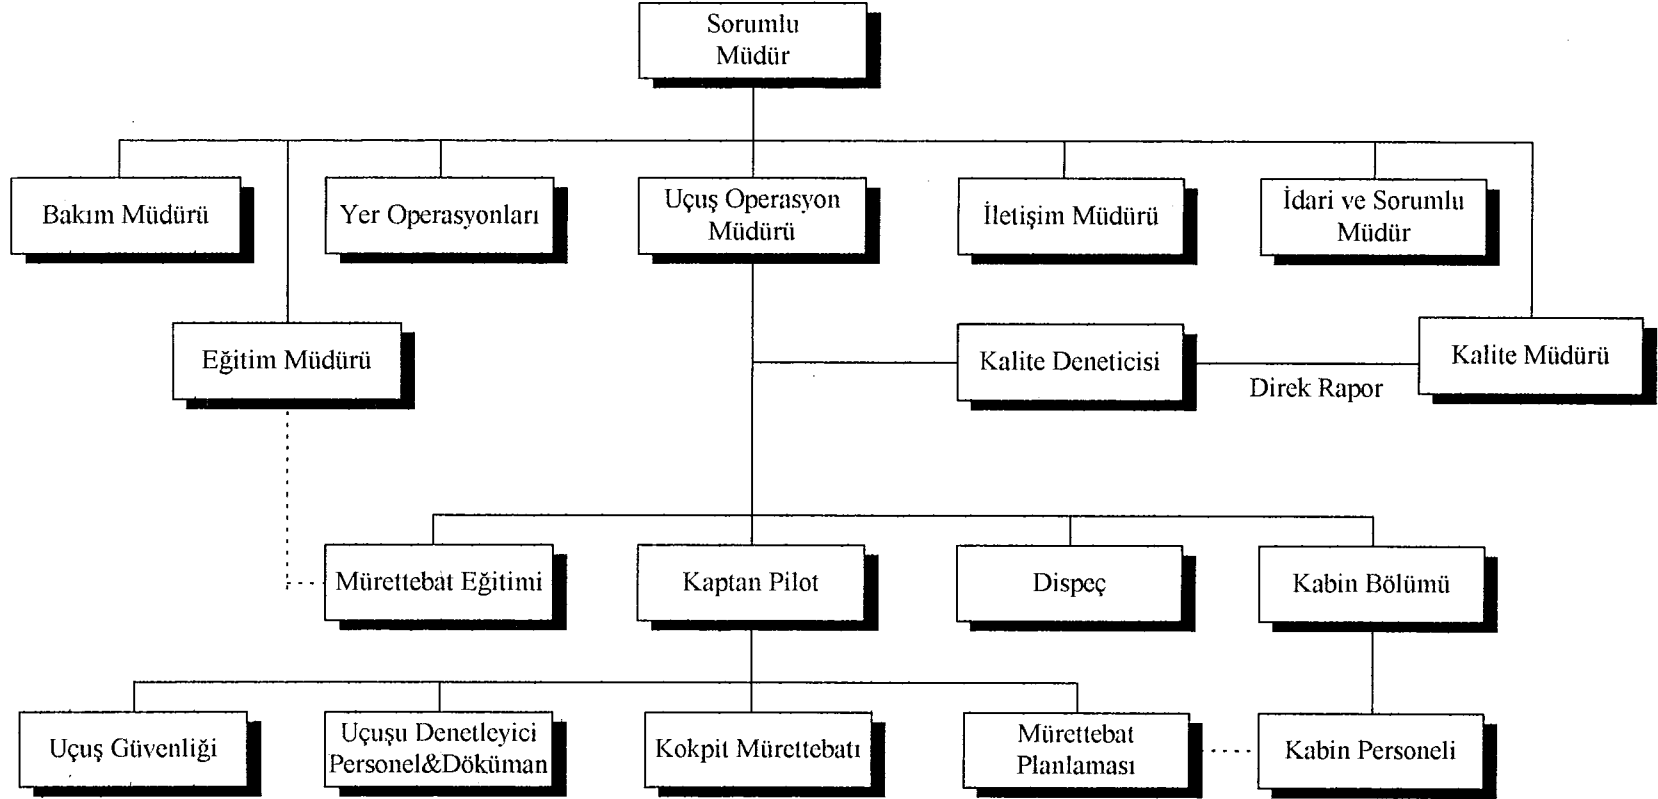 Sorumlu
Müdür
Bakım Müdürü
Yer Operasyonları
Uçuş Operasyon
Müdürü
İletişim Müdürü
İdari ve Sorumlu
Müdür
Eğitim Müdürü
Kalite Deneticisi
Direk Rapor
Kalite Müdürü
Mürettebat Eğitimi
Kaptan Pilot
Dispeç
Kabin Bölümü
Uçuş Güvenliği
Uçuşu Denetleyici
Personel&Döküman
Kokpit Mürettebatı
Mürettebat
Planlaması
Kabin Personeli